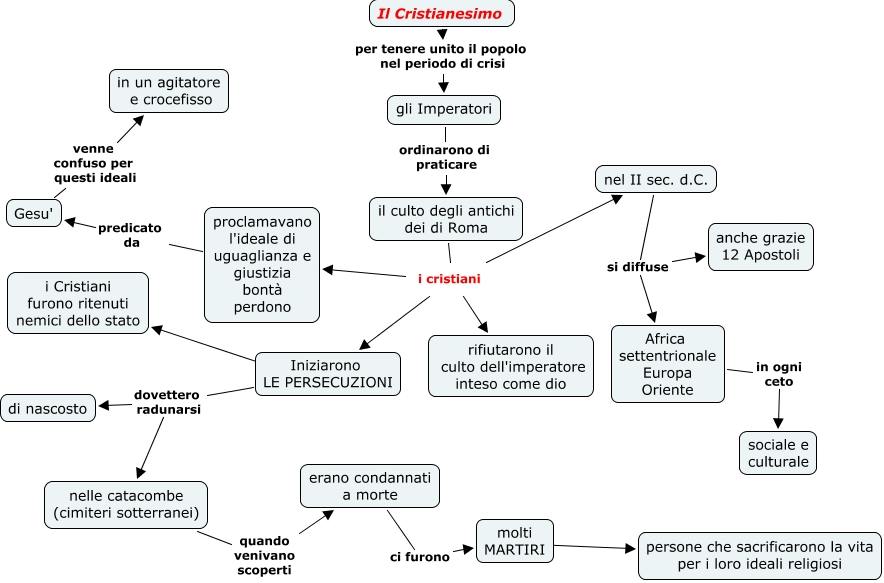 Il Cristianesimo
per tenere unito il popolo
nel periodo di crisi
gli Imperatori
ordinarono di
praticare
il culto degli antichi
dei di Roma
i cristiani
proclamavano
l'ideale di
uguaglianza e
giustizia
bontà
perdono
predicato
da
Gesu'
venne
confuso per
questi ideali
in un agitatore
e crocefisso
nel II sec. d.C.
si diffuse
anche grazie
12 Apostoli
Africa
settentrionale
Europa
Oriente
in ogni
ceto
sociale e
culturale
rifiutarono il
culto dell'imperatore
inteso come dio
Iniziarono
LE PERSECUZIONI
i Cristiani
furono ritenuti
nemici dello stato
dovettero
radunarsi
di nascosto
nelle catacombe
(cimiteri sotterranei)
quando
venivano
scoperti
erano condannati
a morte
ci furono
molti
MARTIRI
persone che sacrificarono la vita
per i loro ideali religiosi